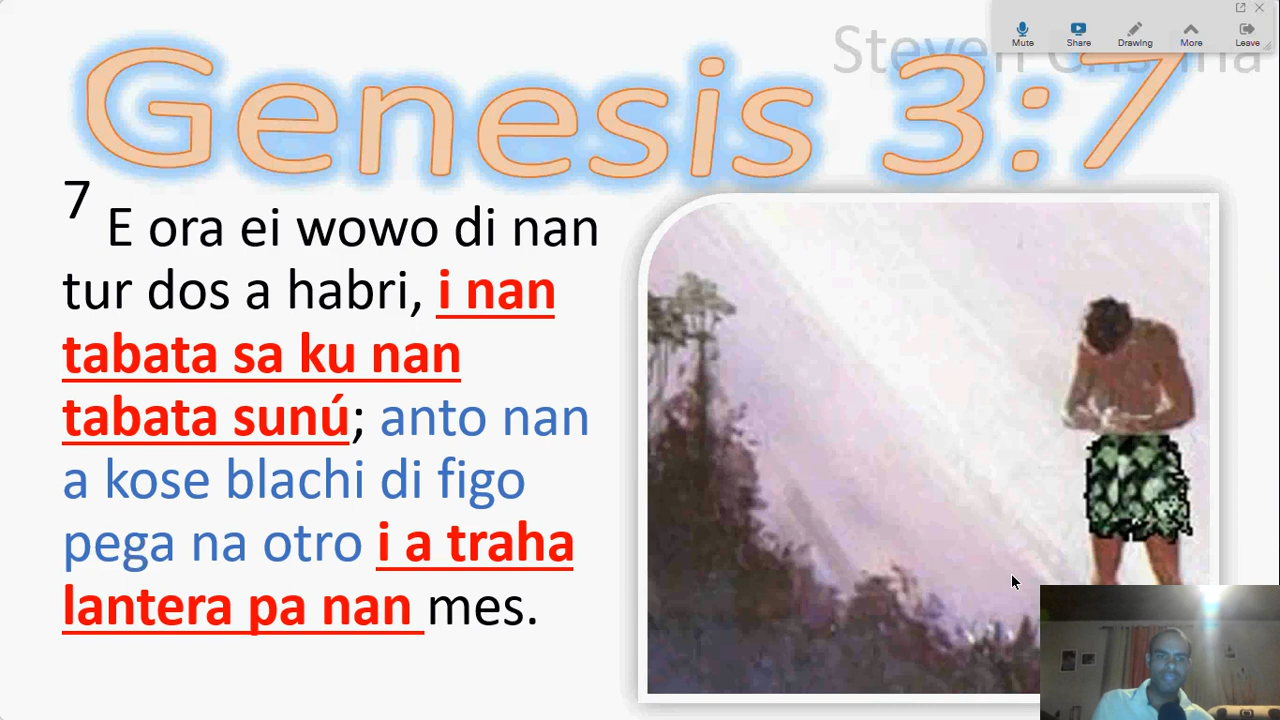 Mute Share Drawing More Leave
Steven
Genesis 3:7
7 E ora ei wowo di nan
tur dos a habri, i nan
tabata sa ku nan
tabata sunú; anto nan
a kose blachi di figo
pega na otro i a traha
lantera pa nan mes.